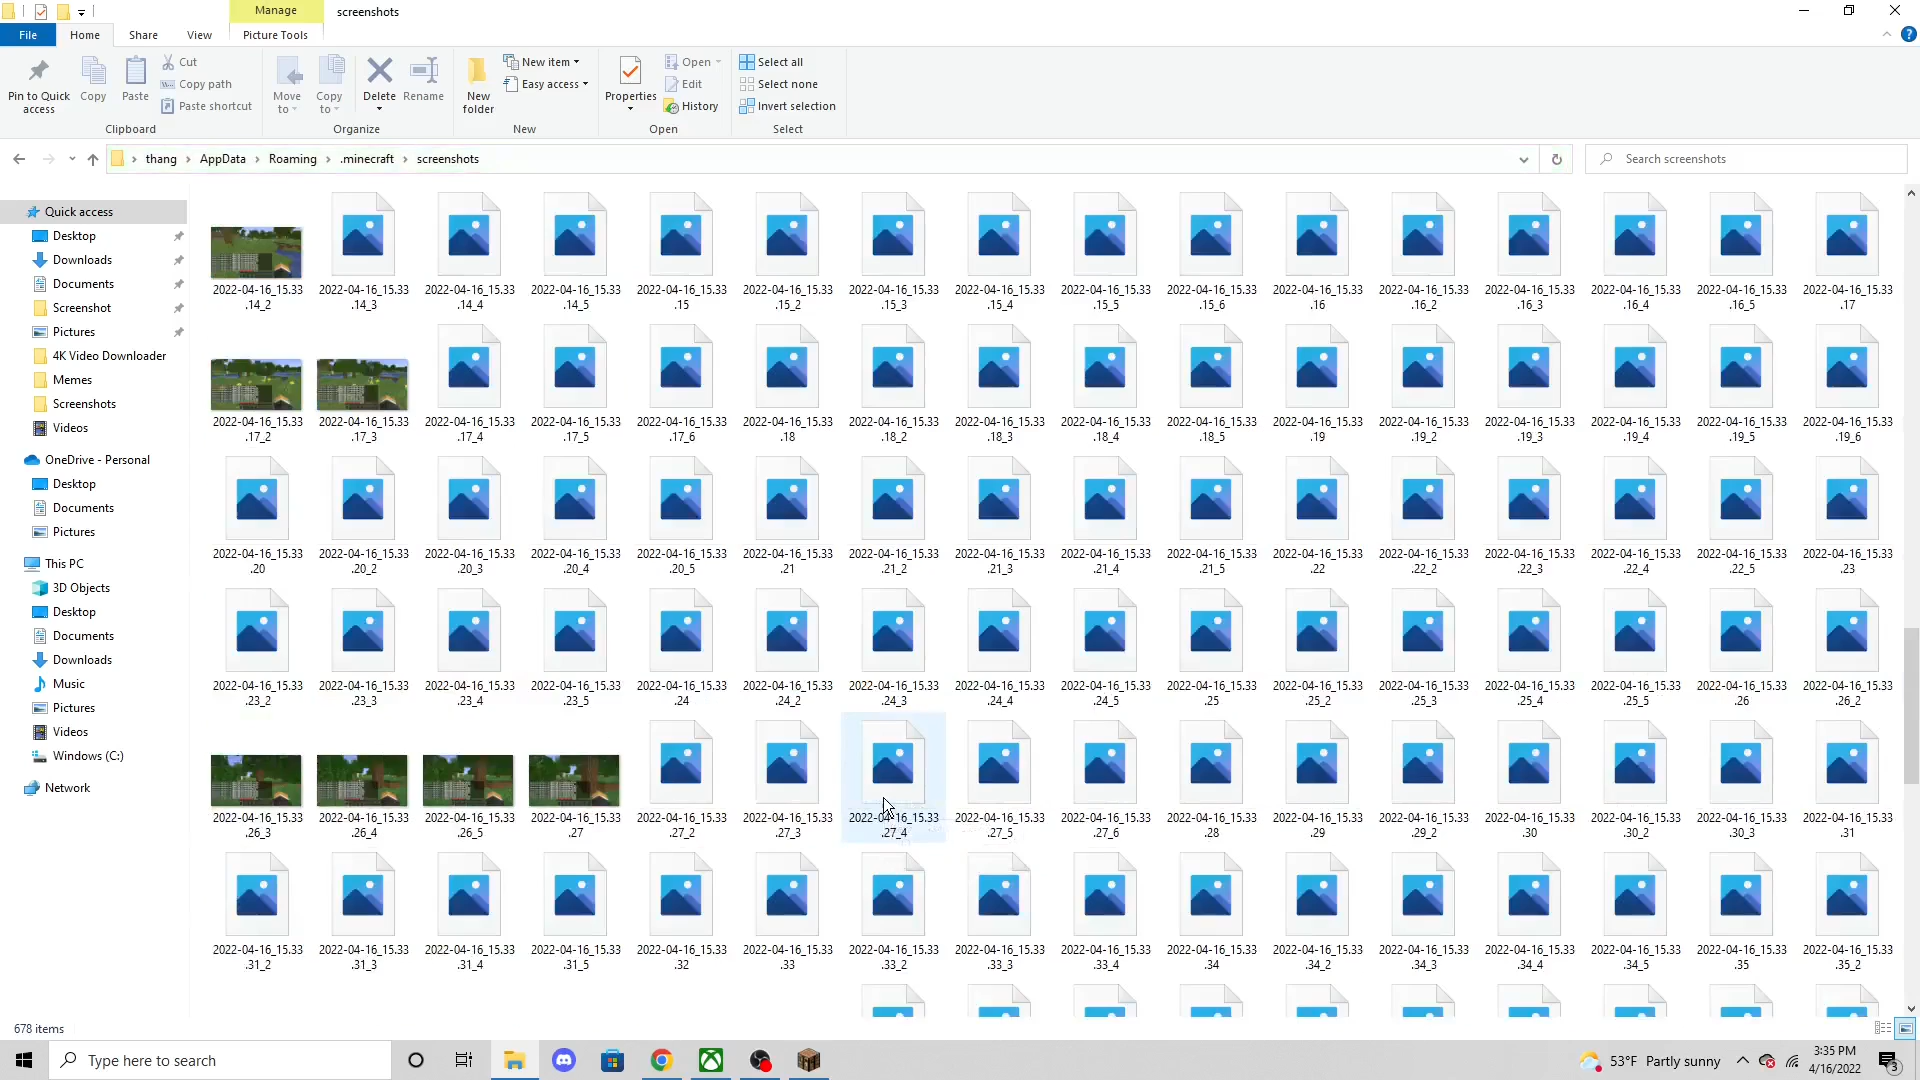 Manage
screenshots
File
Home
Share
View
Picture Tools
Pin to Quick access
Copy
Paste
Cut
Copy path
Paste shortcut
Clipboard
Move to
Copy to
Delete
Rename
Organize
New folder
New item
Easy access
New
Properties
Open
Edit
History
Open
Select all
Select none
Invert selection
Select
thang
AppData
Roaming
.minecraft
screenshots
Search screenshots
Quick access
Desktop
Downloads
Documents
Screenshot
Pictures
4K Video Downloader
Memes
Screenshots
Videos
OneDrive - Personal
Desktop
Documents
Pictures
This PC
3D Objects
Desktop
Documents
Downloads
Music
Pictures
Videos
Windows (C:)
Network
2022-04-16_15.33.14_2
2022-04-16_15.33.14_3
2022-04-16_15.33.14_4
2022-04-16_15.33.14_5
2022-04-16_15.33.15
2022-04-16_15.33.15_2
2022-04-16_15.33.15_3
2022-04-16_15.33.15_4
2022-04-16_15.33.15_5
2022-04-16_15.33.15_6
2022-04-16_15.33.16
2022-04-16_15.33.16_2
2022-04-16_15.33.16_3
2022-04-16_15.33.16_4
2022-04-16_15.33.16_5
2022-04-16_15.33.17
2022-04-16_15.33.17_2
2022-04-16_15.33.17_3
2022-04-16_15.33.17_4
2022-04-16_15.33.17_5
2022-04-16_15.33.17_6
2022-04-16_15.33.18
2022-04-16_15.33.18_2
2022-04-16_15.33.18_3
2022-04-16_15.33.18_4
2022-04-16_15.33.18_5
2022-04-16_15.33.19
2022-04-16_15.33.19_2
2022-04-16_15.33.19_3
2022-04-16_15.33.19_4
2022-04-16_15.33.19_5
2022-04-16_15.33.19_6
2022-04-16_15.33.20
2022-04-16_15.33.20_2
2022-04-16_15.33.20_3
2022-04-16_15.33.20_4
2022-04-16_15.33.20_5
2022-04-16_15.33.21
2022-04-16_15.33.21_2
2022-04-16_15.33.21_3
2022-04-16_15.33.21_4
2022-04-16_15.33.21_5
2022-04-16_15.33.22
2022-04-16_15.33.22_2
2022-04-16_15.33.22_3
2022-04-16_15.33.22_4
2022-04-16_15.33.22_5
2022-04-16_15.33.23
2022-04-16_15.33.23_2
2022-04-16_15.33.23_3
2022-04-16_15.33.23_4
2022-04-16_15.33.23_5
2022-04-16_15.33.24
2022-04-16_15.33.24_2
2022-04-16_15.33.24_3
2022-04-16_15.33.24_4
2022-04-16_15.33.24_5
2022-04-16_15.33.25
2022-04-16_15.33.25_2
2022-04-16_15.33.25_3
2022-04-16_15.33.25_4
2022-04-16_15.33.25_5
2022-04-16_15.33.26
2022-04-16_15.33.26_2
2022-04-16_15.33.26_3
2022-04-16_15.33.26_4
2022-04-16_15.33.26_5
2022-04-16_15.33.27
2022-04-16_15.33.27_2
2022-04-16_15.33.27_3
2022-04-16_15.33.27_4
2022-04-16_15.33.27_5
2022-04-16_15.33.27_6
2022-04-16_15.33.28
2022-04-16_15.33.29
2022-04-16_15.33.29_2
2022-04-16_15.33.30
2022-04-16_15.33.30_2
2022-04-16_15.33.30_3
2022-04-16_15.33.31
2022-04-16_15.33.31_2
2022-04-16_15.33.31_3
2022-04-16_15.33.31_4
2022-04-16_15.33.31_5
2022-04-16_15.33.32
2022-04-16_15.33.33
2022-04-16_15.33.33_2
2022-04-16_15.33.33_3
2022-04-16_15.33.33_4
2022-04-16_15.33.34
2022-04-16_15.33.34_2
2022-04-16_15.33.34_3
2022-04-16_15.33.34_4
2022-04-16_15.33.34_5
2022-04-16_15.33.35
2022-04-16_15.33.35_2
678 items
Type here to search
53°F Partly sunny
3:35 PM
4/16/2022
3